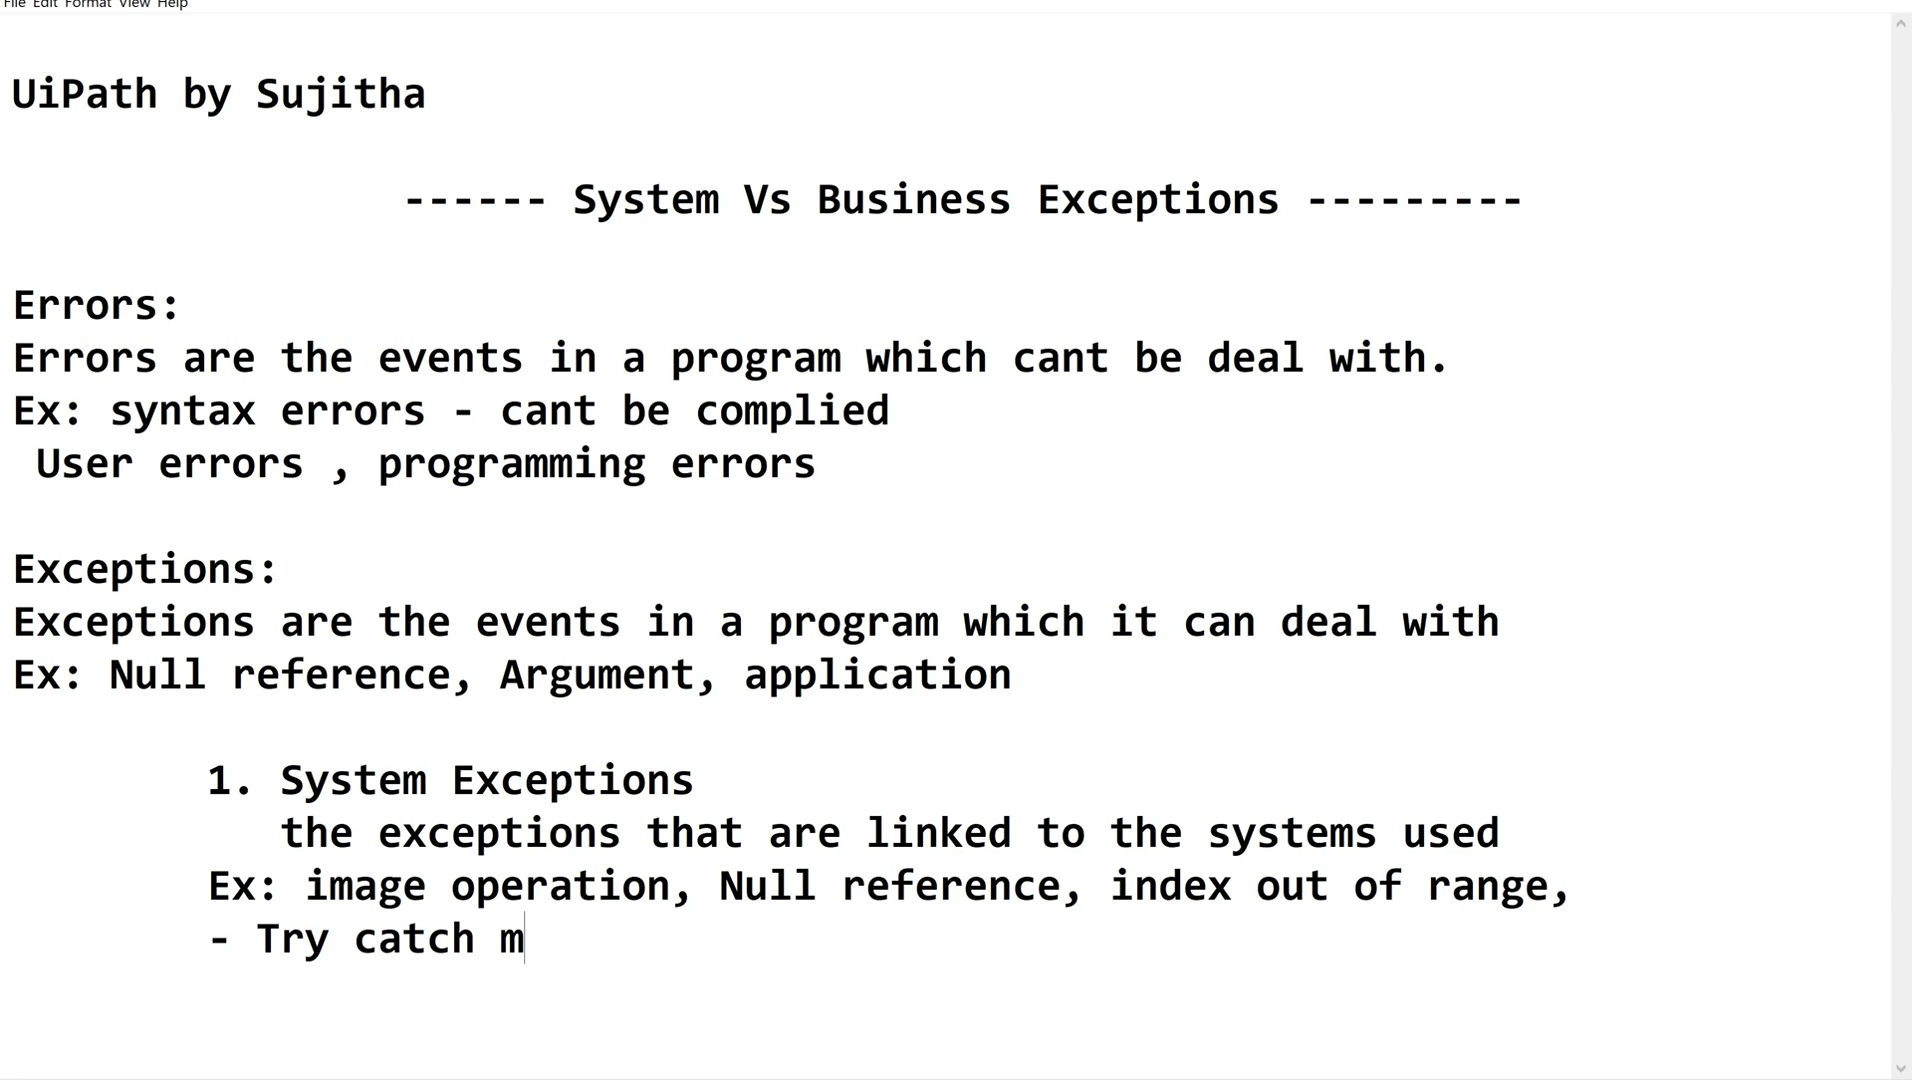 File Edit Format View Help
UiPath by Sujitha
------ System Vs Business Exceptions ---------
Errors:
Errors are the events in a program which cant be deal with.
Ex: syntax errors - cant be complied
User errors , programming errors
Exceptions:
Exceptions are the events in a program which it can deal with
Ex: Null reference, Argument, application
1. System Exceptions
the exceptions that are linked to the systems used
Ex: image operation, Null reference, index out of range,
- Try catch m